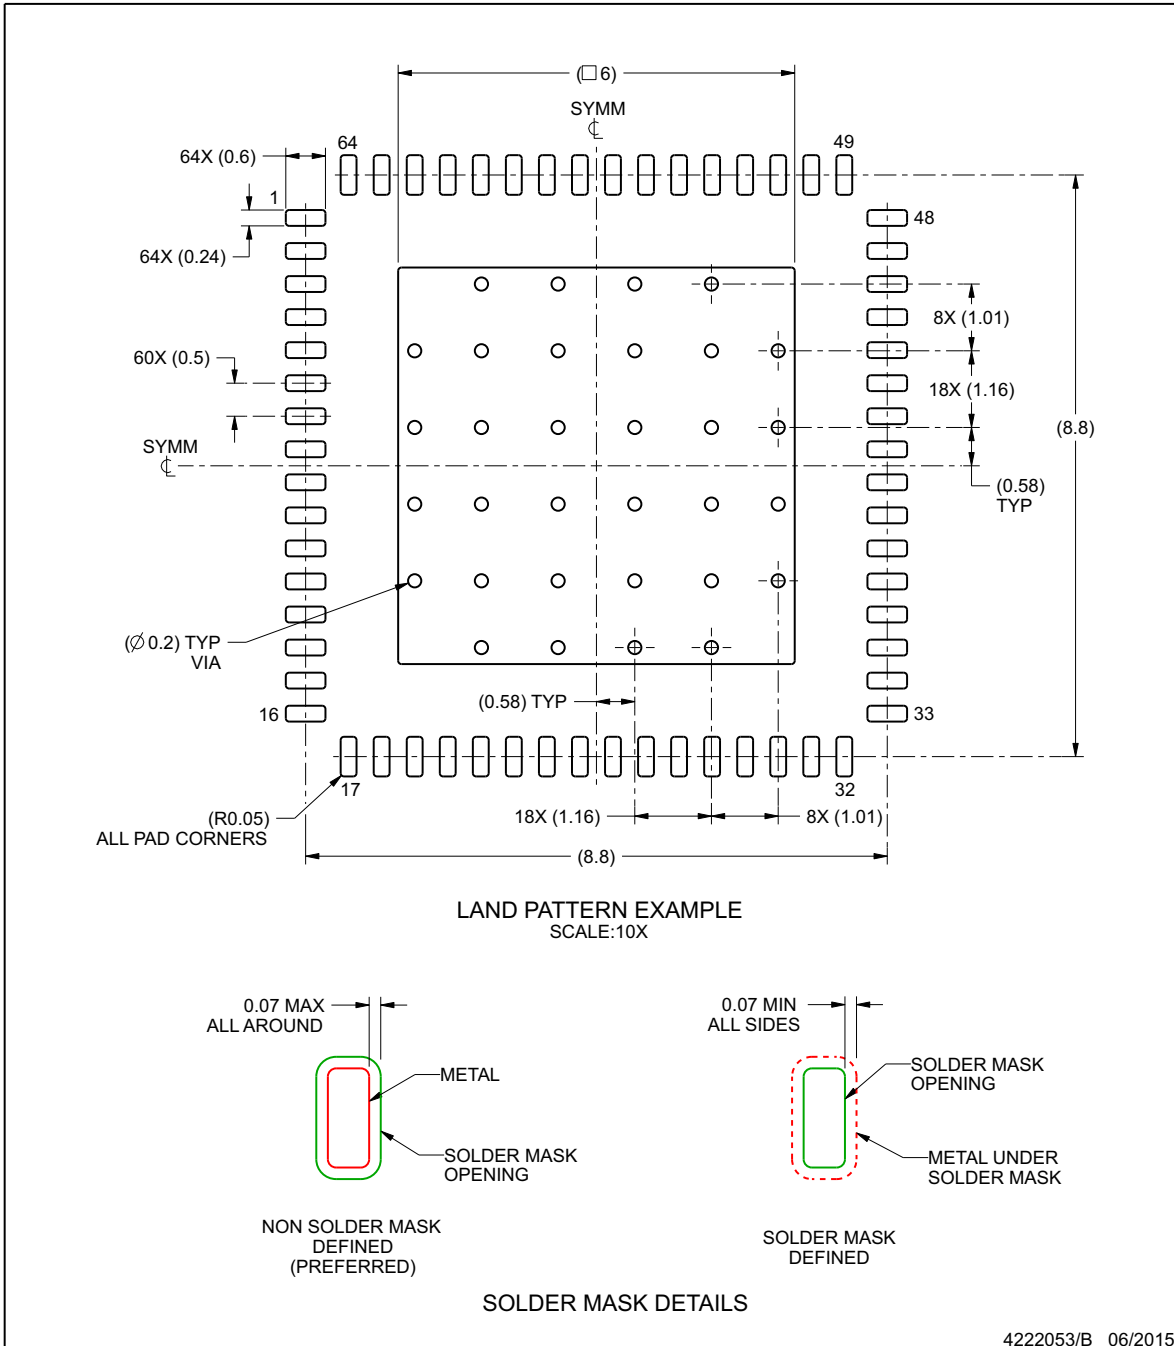 (□ 6)
SYMM
℄
64
49
64X (0.6)
1
48
64X (0.24)
8X (1.01)
60X (0.5)
18X (1.16)
(8.8)
SYMM
℄
(0.58)
TYP
(Ø 0.2) TYP
VIA
(0.58) TYP
16
33
17
32
(R0.05)
ALL PAD CORNERS
18X (1.16)
8X (1.01)
(8.8)
LAND PATTERN EXAMPLE
SCALE:10X
0.07 MAX
ALL AROUND
0.07 MIN
ALL SIDES
METAL
SOLDER MASK
OPENING
SOLDER MASK
OPENING
METAL UNDER
SOLDER MASK
NON SOLDER MASK
DEFINED
(PREFERRED)
SOLDER MASK
DEFINED
SOLDER MASK DETAILS
4222053/B 06/2015